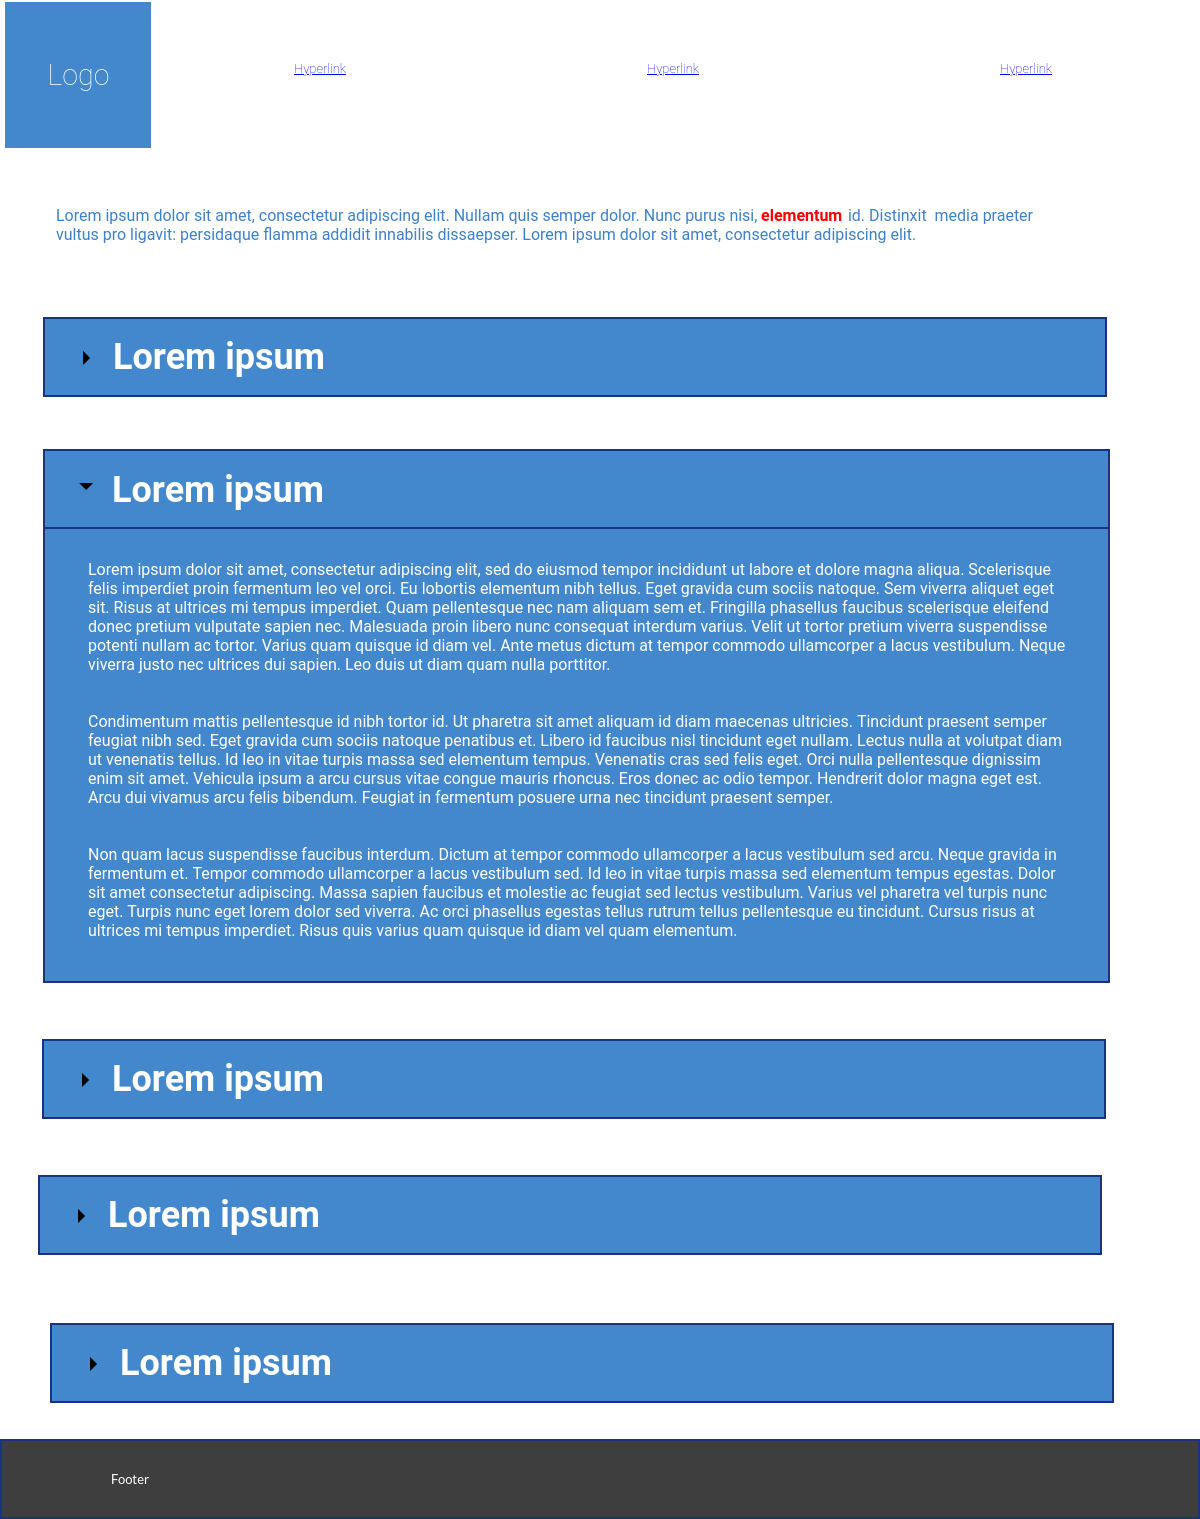 Logo
Hyperlink
Hyperlink
Hyperlink
Lorem ipsum dolor sit amet, consectetur adipiscing elit. Nullam quis semper dolor. Nunc purus nisi, elementum id. Distinxit media praeter
vultus pro ligavit: persidaque flamma addidit innabilis dissaepser. Lorem ipsum dolor sit amet, consectetur adipiscing elit.
Lorem ipsum
Lorem ipsum
Lorem ipsum dolor sit amet, consectetur adipiscing elit, sed do eiusmod tempor incididunt ut labore et dolore magna aliqua. Scelerisque
felis imperdiet proin fermentum leo vel orci. Eu lobortis elementum nibh tellus. Eget gravida cum sociis natoque. Sem viverra aliquet eget
sit. Risus at ultrices mi tempus imperdiet. Quam pellentesque nec nam aliquam sem et. Fringilla phasellus faucibus scelerisque eleifend
donec pretium vulputate sapien nec. Malesuada proin libero nunc consequat interdum varius. Velit ut tortor pretium viverra suspendisse
potenti nullam ac tortor. Varius quam quisque id diam vel. Ante metus dictum at tempor commodo ullamcorper a lacus vestibulum. Neque
viverra justo nec ultrices dui sapien. Leo duis ut diam quam nulla porttitor.
Condimentum mattis pellentesque id nibh tortor id. Ut pharetra sit amet aliquam id diam maecenas ultricies. Tincidunt praesent semper
feugiat nibh sed. Eget gravida cum sociis natoque penatibus et. Libero id faucibus nisl tincidunt eget nullam. Lectus nulla at volutpat diam
ut venenatis tellus. Id leo in vitae turpis massa sed elementum tempus. Venenatis cras sed felis eget. Orci nulla pellentesque dignissim
enim sit amet. Vehicula ipsum a arcu cursus vitae congue mauris rhoncus. Eros donec ac odio tempor. Hendrerit dolor magna eget est.
Arcu dui vivamus arcu felis bibendum. Feugiat in fermentum posuere urna nec tincidunt praesent semper.
Non quam lacus suspendisse faucibus interdum. Dictum at tempor commodo ullamcorper a lacus vestibulum sed arcu. Neque gravida in
fermentum et. Tempor commodo ullamcorper a lacus vestibulum sed. Id leo in vitae turpis massa sed elementum tempus egestas. Dolor
sit amet consectetur adipiscing. Massa sapien faucibus et molestie ac feugiat sed lectus vestibulum. Varius vel pharetra vel turpis nunc
eget. Turpis nunc eget lorem dolor sed viverra. Ac orci phasellus egestas tellus rutrum tellus pellentesque eu tincidunt. Cursus risus at
ultrices mi tempus imperdiet. Risus quis varius quam quisque id diam vel quam elementum.
Lorem ipsum
Lorem ipsum
Lorem ipsum
Footer